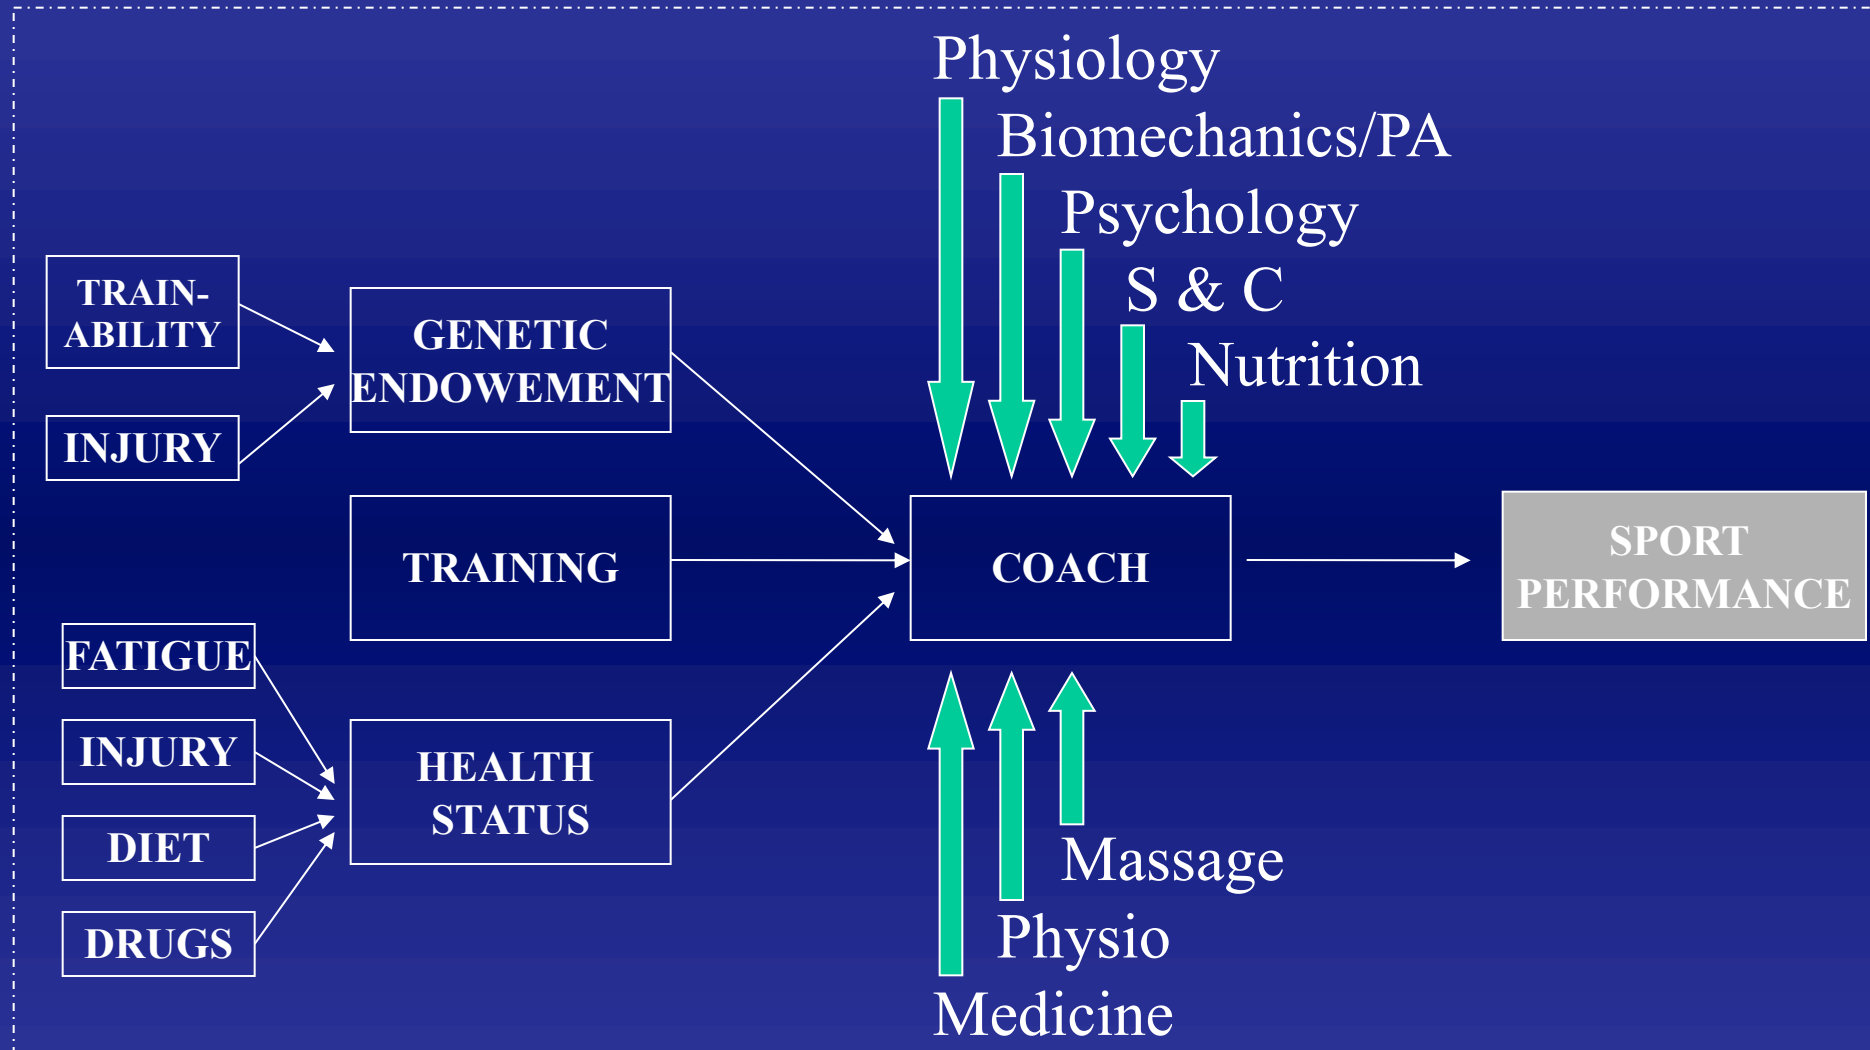 Physiology
Biomechanics/PA
Psychology
S & C
Nutrition
TRAIN-
ABILITY
INJURY
GENETIC
ENDOWEMENT
TRAINING
COACH
SPORT
PERFORMANCE
FATIGUE
INJURY
DIET
DRUGS
HEALTH
STATUS
Massage
Physio
Medicine